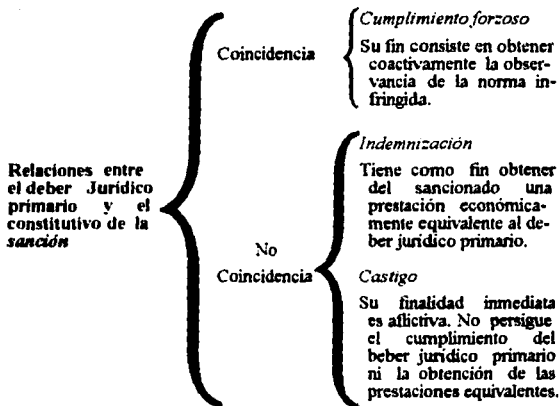 Relaciones entre
el deber Jurídico
primario y el
constitutivo de la
sanción
Coincidencia
Cumplimiento forzoso
Su fin consiste en obtener
coactivamente la obser-
vancia de la norma in-
fringida.
No
Coincidencia
Indemnización
Tiene como fin obtener
del sancionado una
prestación económica-
mente equivalente al de-
ber jurídico primario.
Castigo
Su finalidad inmediata
es aflictiva. No persigue
el cumplimiento del
beber jurídico primario
ni la obtención de las
prestaciones equivalentes.